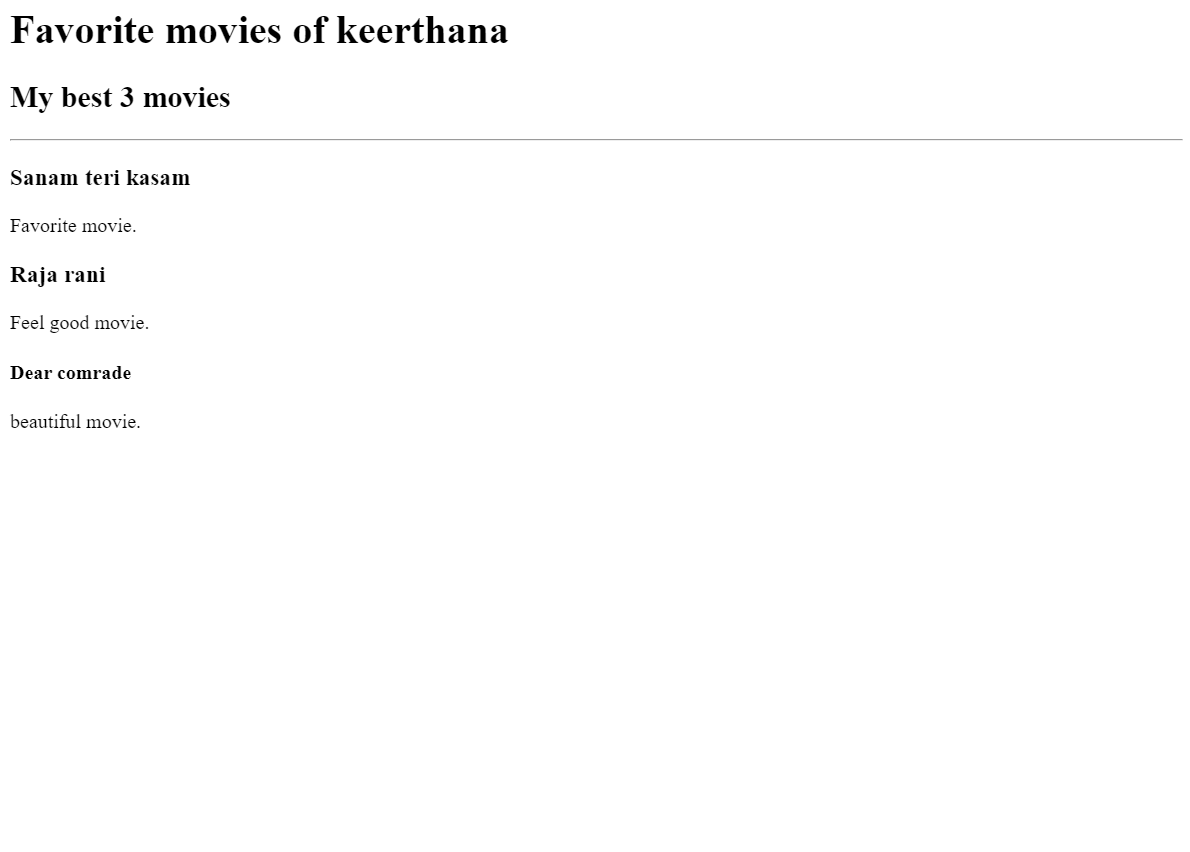 Favorite movies of keerthana
My best 3 movies
Sanam teri kasam
Favorite movie.
Raja rani
Feel good movie.
Dear comrade
beautiful movie.